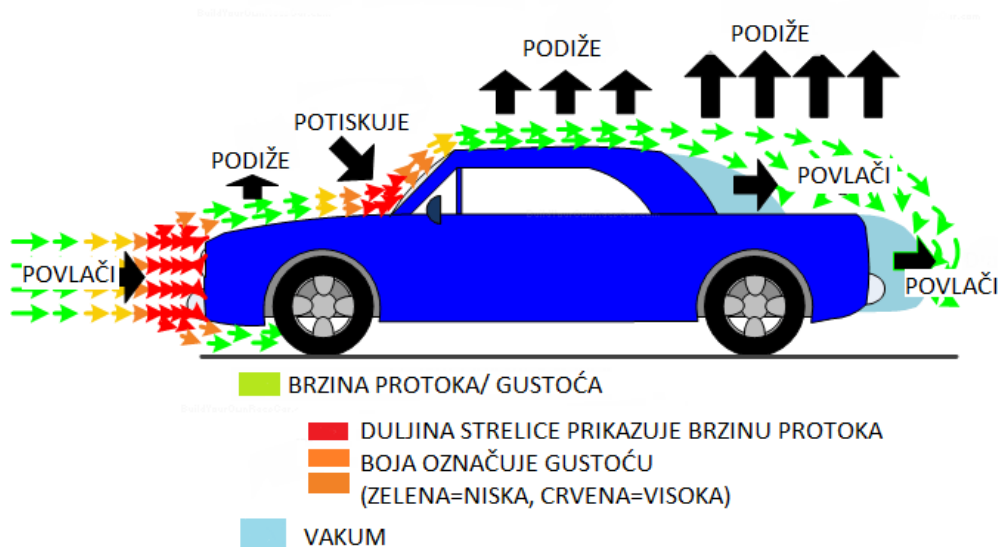 PODIŽE
PODIŽE
POTISKUJE
PODIŽE
POVLAČI
POVLAČI
POVLAČI
BRZINA PROTOKA/ GUSTOĆA
DULJINA STRELICE PRIKAZUJE BRZINU PROTOKA
BOJA OZNAČUJE GUSTOĆU
(ZELENA=NISKA, CRVENA=VISOKA)
VAKUM